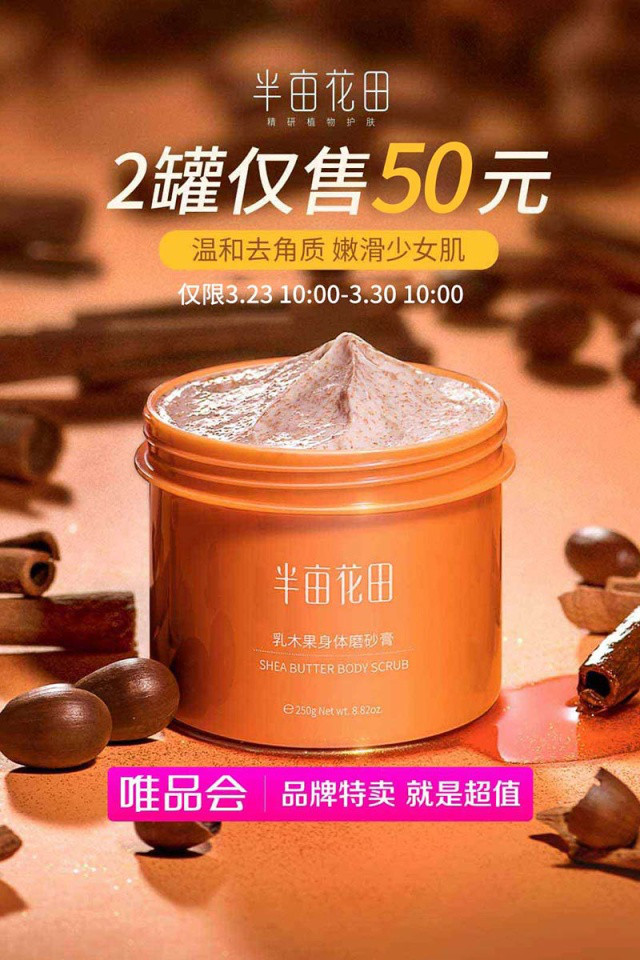 半亩花田
精研植物护肤
2罐仅售50元
温和去角质 嫩滑少女肌
仅限3.23 10:00-3.30 10:00
半亩花田
乳木果身体磨砂膏
SHEA BUTTER BODY SCRUB
℮250g Net wt. 8.82oz
唯品会 品牌特卖 就是超值